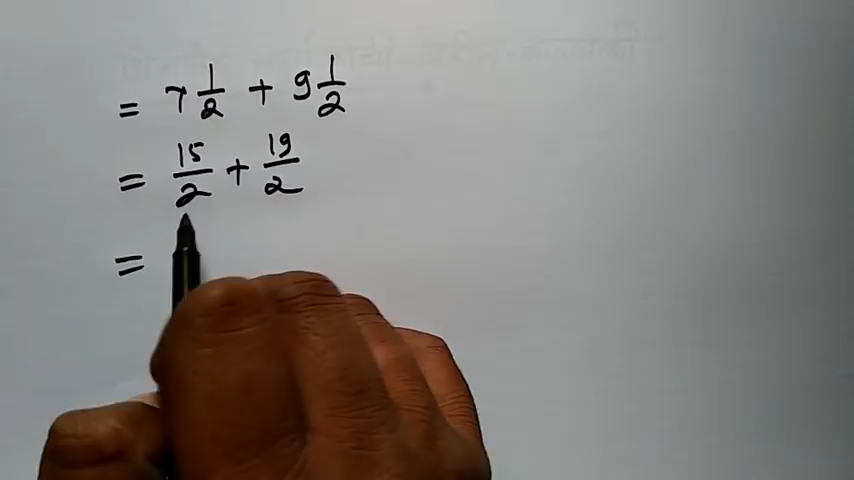 = 7 1/2 + 9 1/2
= 15/2 + 19/2
=